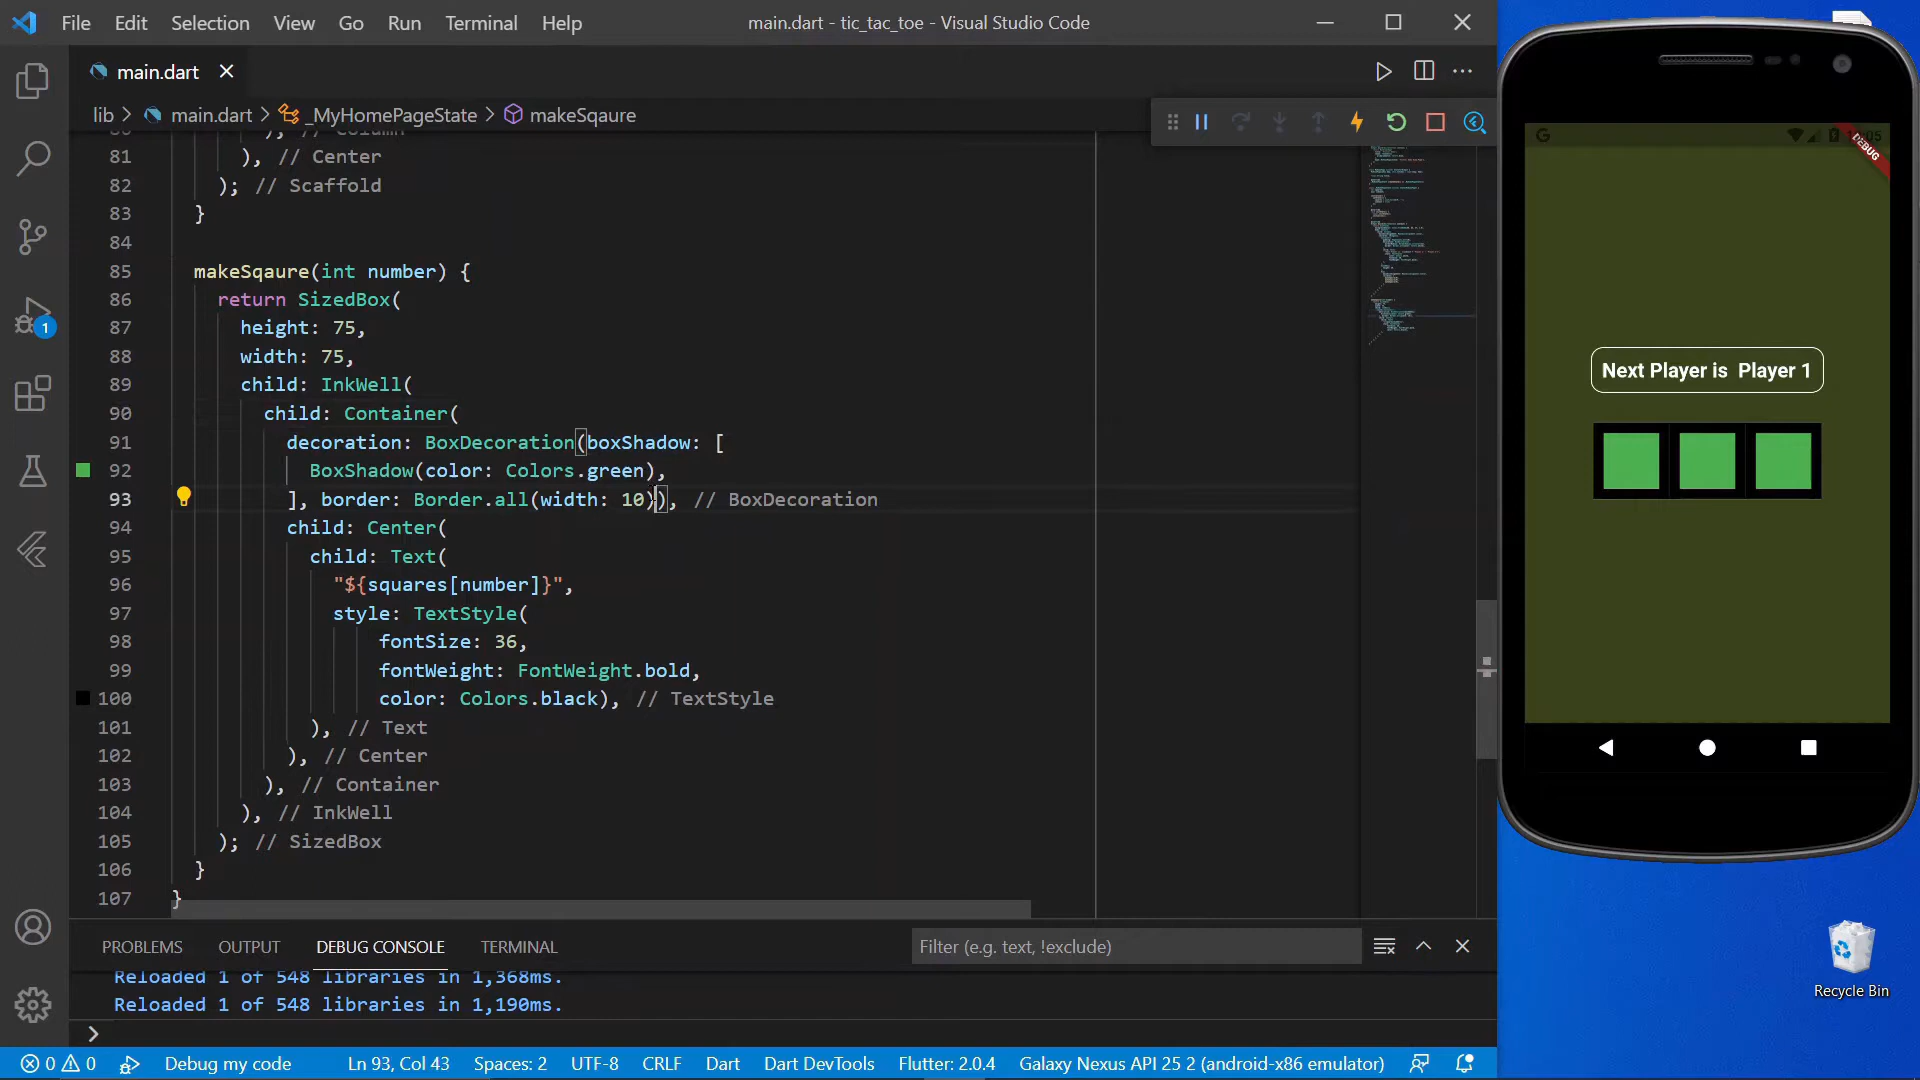 File Edit Selection View Go Run Terminal Help
main.dart - tic_tac_toe - Visual Studio Code
main.dart
lib > main.dart > _MyHomePageState > makeSqaure
80 ), // Column
81 ), // Center
82 ); // Scaffold
83 }
84
85 makeSqaure(int number) {
86 return SizedBox(
87 height: 75,
88 width: 75,
89 child: InkWell(
90 child: Container(
91 decoration: BoxDecoration(boxShadow: [
92 BoxShadow(color: Colors.green),
93 ], border: Border.all(width: 10)), // BoxDecoration
94 child: Center(
95 child: Text(
96 "${squares[number]}",
97 style: TextStyle(
98 fontSize: 36,
99 fontWeight: FontWeight.bold,
100 color: Colors.black), // TextStyle
101 ), // Text
102 ), // Center
103 ), // Container
104 ), // InkWell
105 ); // SizedBox
106 }
107 }
1
PROBLEMS OUTPUT DEBUG CONSOLE TERMINAL
Filter (e.g. text, !exclude)
Reloaded 1 of 548 libraries in 1,368ms.
Reloaded 1 of 548 libraries in 1,190ms.
>
0 0 Debug my code Ln 93, Col 43 Spaces: 2 UTF-8 CRLF Dart Dart DevTools Flutter: 2.0.4 Galaxy Nexus API 25 2 (android-x86 emulator)
G
DEBUG
Next Player is Player 1
Recycle Bin